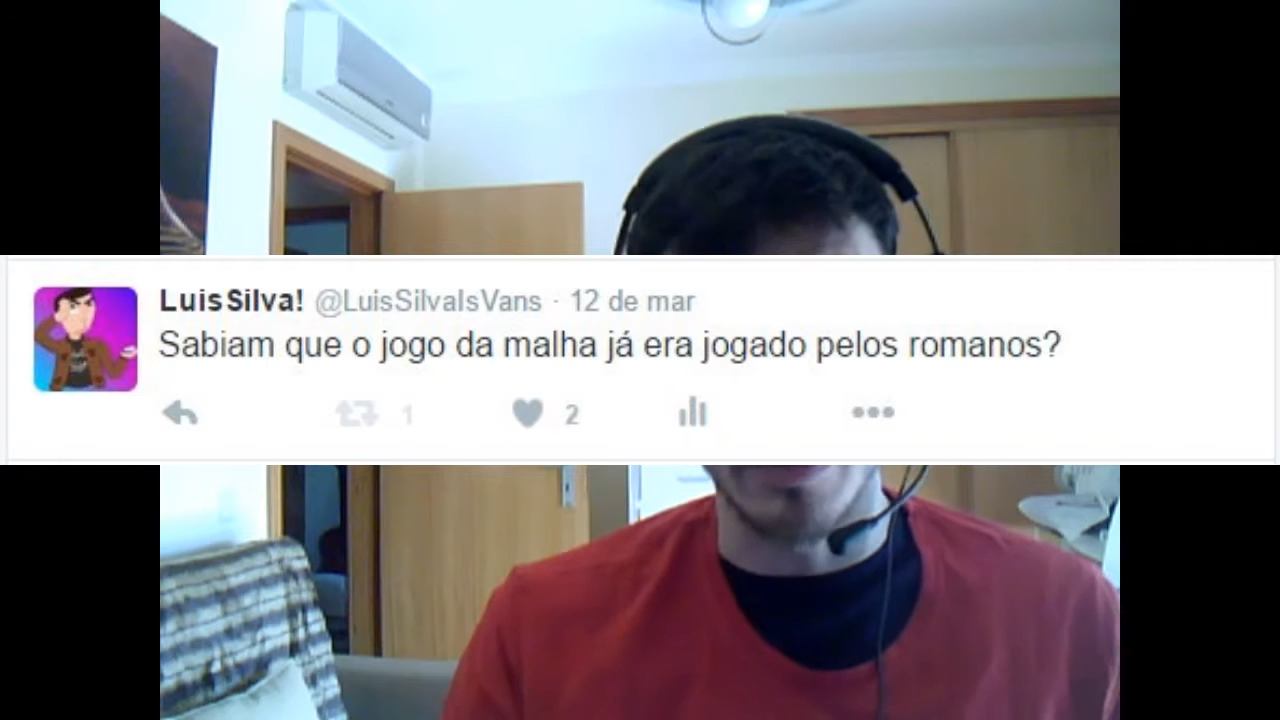 Luis Silva! @LuisSilvaIsVans · 12 de mar
Sabiam que o jogo da malha já era jogado pelos romanos?
1 2